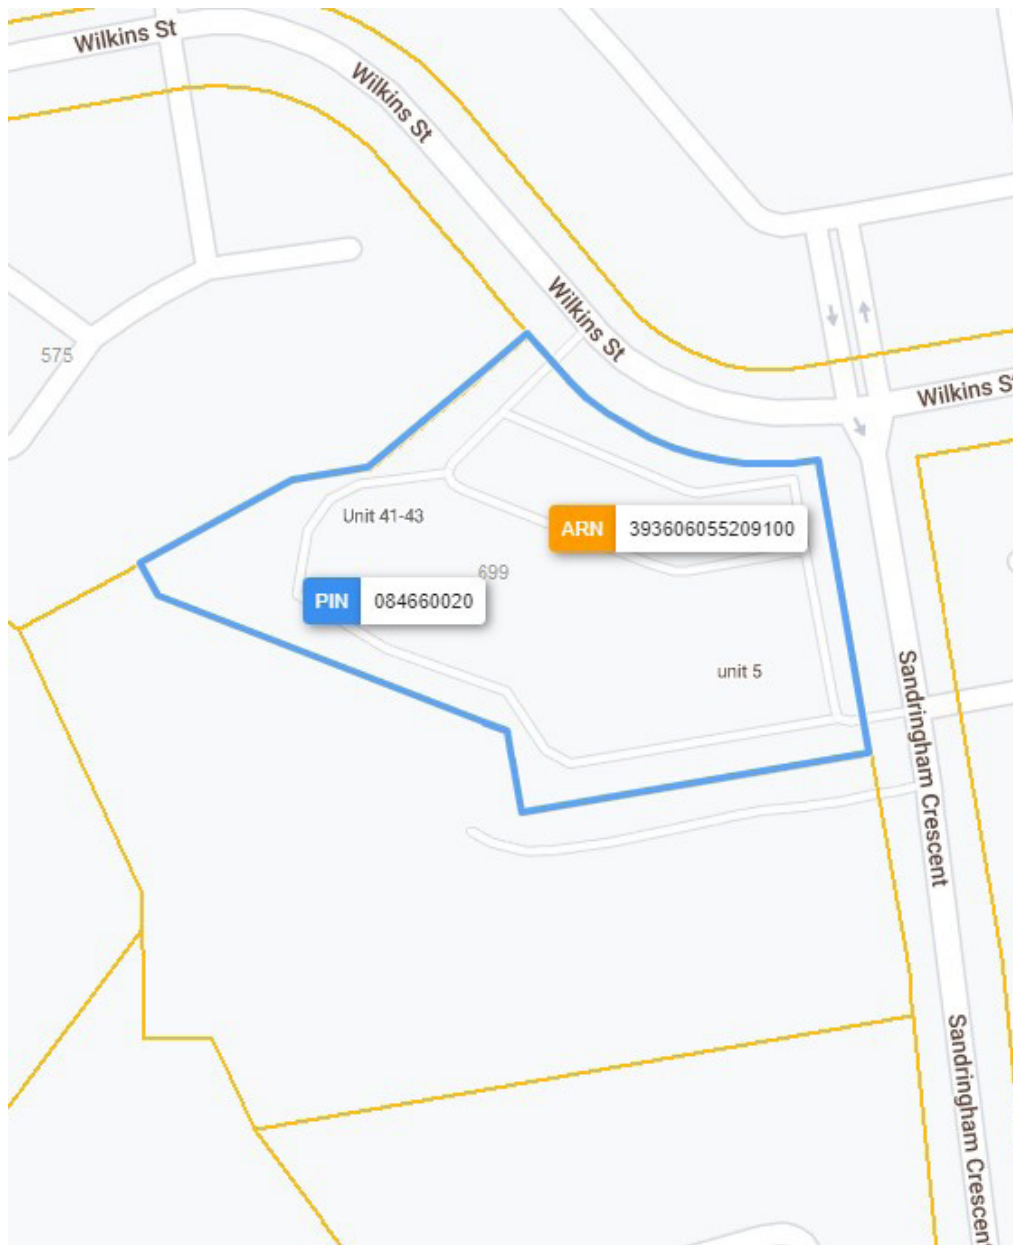 Wilkins St
Wilkins St
Wilkins St
575
Wilkins S
Unit 41-43
ARN 393606055209100
699
PIN 084660020
unit 5
Sandringham Crescent
Sandringham Crescent